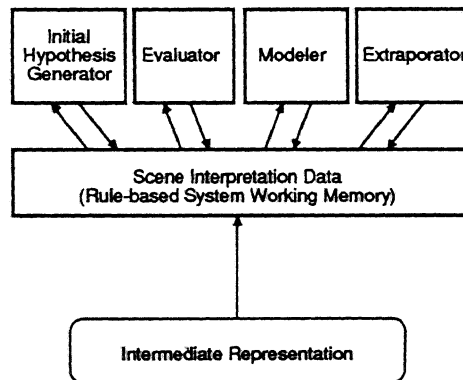 Initial
Hypothesis
Generator
Evaluator
Modeler
Extraporator
Scene Interpretation Data
(Rule-based System Working Memory)
Intermediate Representation